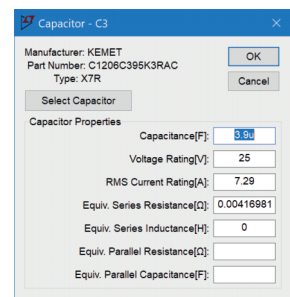 Capacitor - C3
Manufacturer: KEMET
OK
Part Number: C1206C395K3RAC
Type: X7R
Cancel
Select Capacitor
Capacitor Properties
Capacitance[F]: 3.9u
Voltage Rating[V]: 25
RMS Current Rating[A]: 7.29
Equiv. Series Resistance[Ω]: 0.00416981
Equiv. Series Inductance[H]: 0
Equiv. Parallel Resistance[Ω]:
Equiv. Parallel Capacitance[F]: